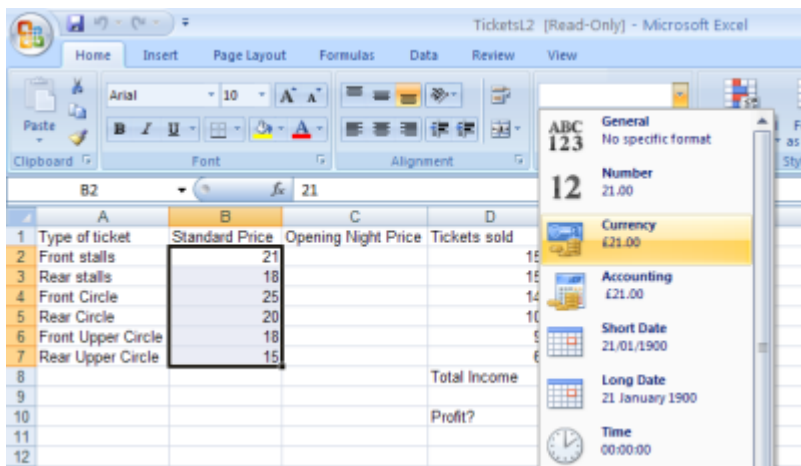 TicketsL2 [Read-Only] - Microsoft Excel
Home Insert Page Layout Formulas Data Review View
Paste
Arial 10 A A
B I U A
Clipboard Font Alignment
B2 fx 21
A B C D
1 Type of ticket Standard Price Opening Night Price Tickets sold
2 Front stalls 21
3 Rear stalls 18
4 Front Circle 25
5 Rear Circle 20
6 Front Upper Circle 18
7 Rear Upper Circle 15
8 Total Income
9
10 Profit?
11
12
ABC
123
General
No specific format
12
Number
21.00
Currency
£21.00
Accounting
£21.00
Short Date
21/01/1900
Long Date
21 January 1900
Time
00:00:00